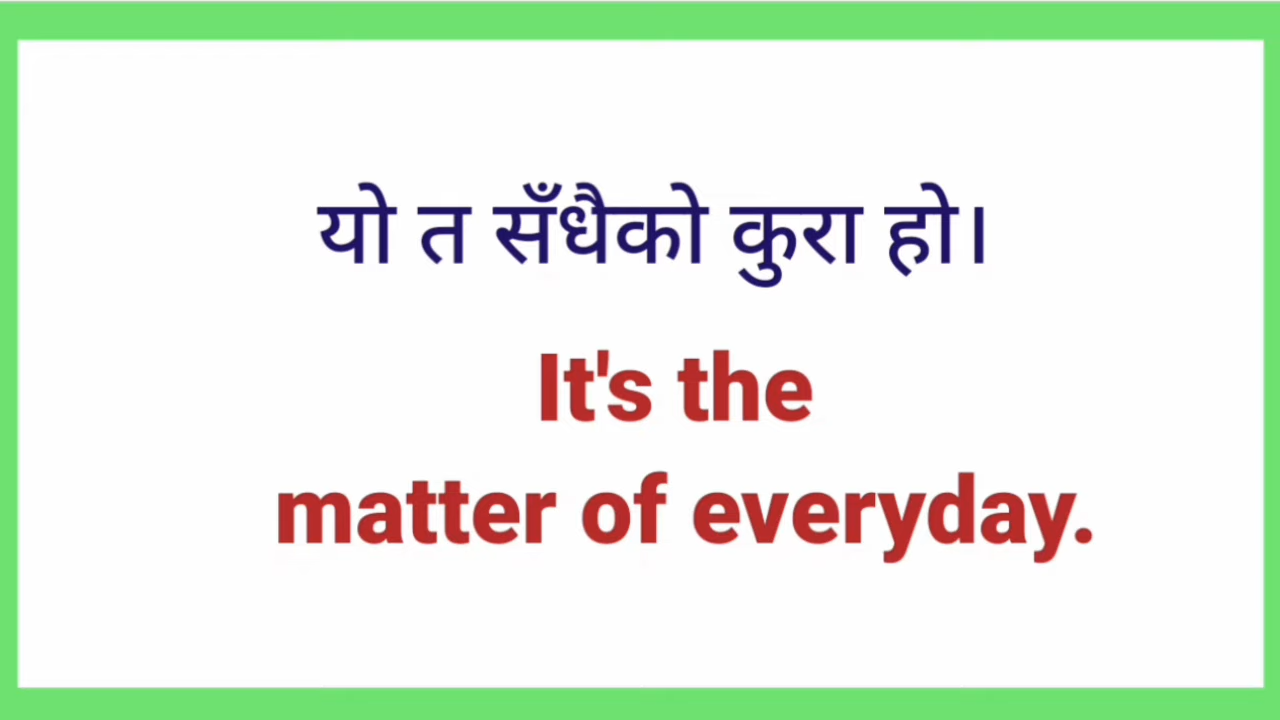 यो त सँधैको कुरा हो।
It's the
matter of everyday.